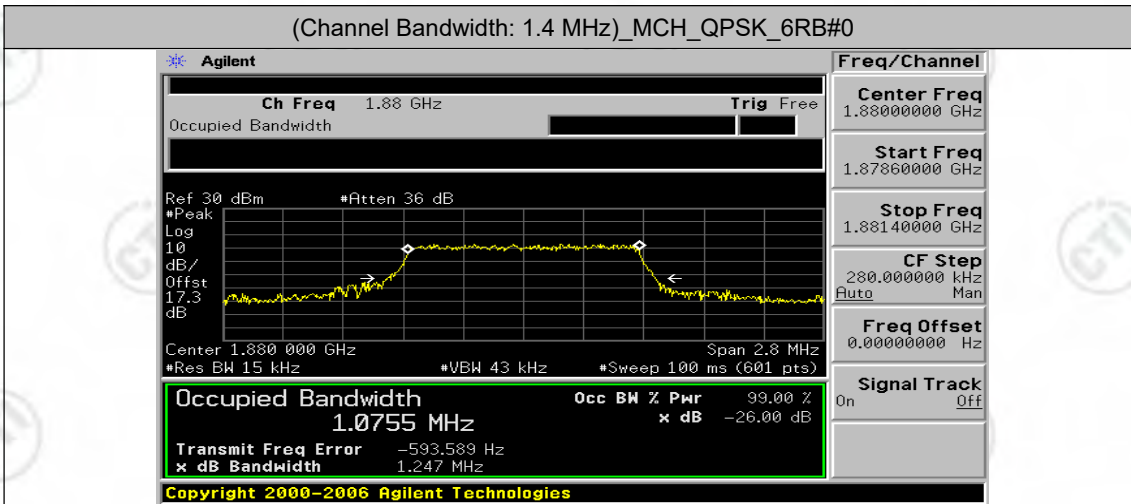 (Channel Bandwidth: 1.4 MHz)_MCH_QPSK_6RB#0
Agilent
Freq/Channel
Ch Freq 1.88 GHz Trig Free
Occupied Bandwidth
Center Freq
1.88000000 GHz
Start Freq
1.87860000 GHz
Stop Freq
1.88140000 GHz
CF Step
280.000000 kHz
Auto Man
Freq Offset
0.00000000 Hz
Signal Track
On Off
Ref 30 dBm #Atten 36 dB
#Peak
Log
10
dB/
Offst
17.3
dB
Center 1.880 000 GHz Span 2.8 MHz
#Res BW 15 kHz #VBW 43 kHz #Sweep 100 ms (601 pts)
Occupied Bandwidth Occ BW % Pwr 99.00 %
1.0755 MHz x dB -26.00 dB
Transmit Freq Error -593.589 Hz
x dB Bandwidth 1.247 MHz
Copyright 2000-2006 Agilent Technologies